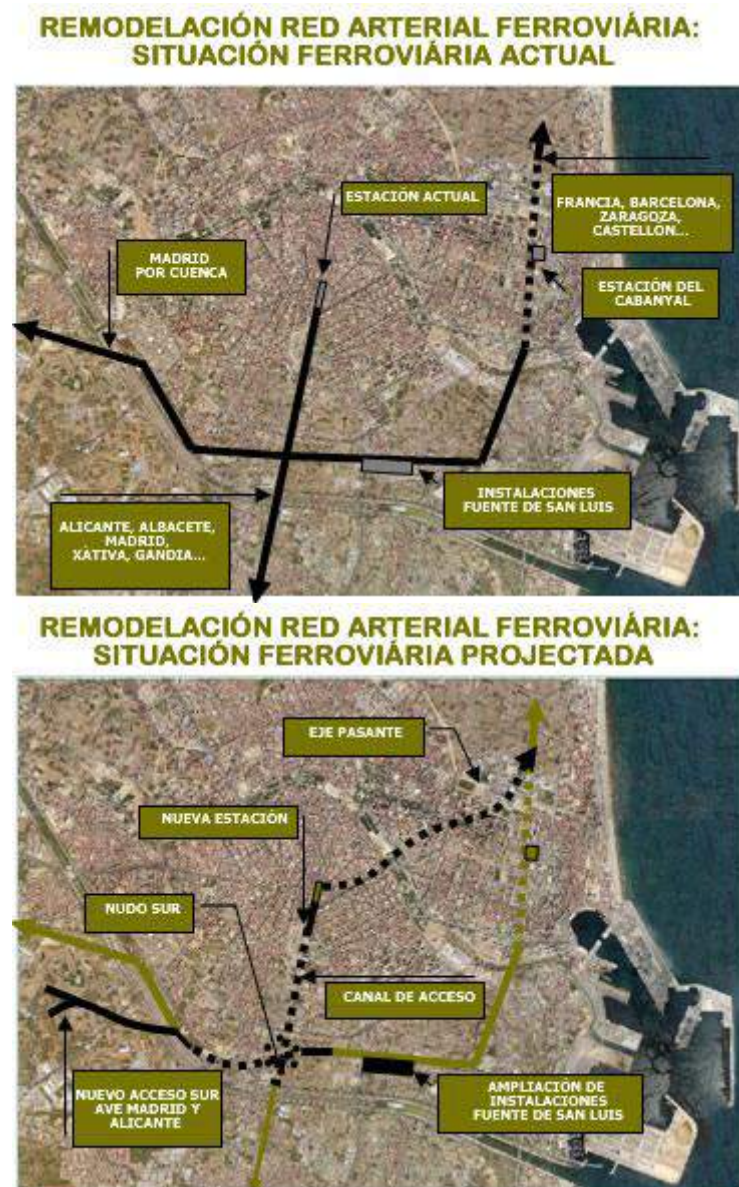 REMODELACIÓN RED ARTERIAL FERROVIÁRIA:
SITUACIÓN FERROVIÁRIA ACTUAL
ESTACIÓN ACTUAL
FRANCIA, BARCELONA,
ZARAGOZA,
CASTELLON...
MADRID
POR CUENCA
ESTACIÓN DEL
CABANYAL
INSTALACIONES
FUENTE DE SAN LUIS
ALICANTE, ALBACETE,
MADRID,
XÀTIVA, GANDIA...
REMODELACIÓN RED ARTERIAL FERROVIÁRIA:
SITUACIÓN FERROVIÁRIA PROJECTADA
EJE PASANTE
NUEVA ESTACIÓN
NUDO SUR
CANAL DE ACCESO
NUEVO ACCESO SUR
AVE MADRID Y
ALICANTE
AMPLIACIÓN DE
INSTALACIONES
FUENTE DE SAN LUIS